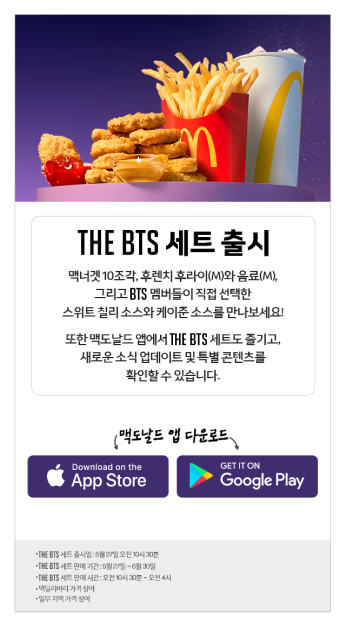 THE BTS 세트 출시
맥너겟 10조각, 후렌치 후라이(M)와 음료(M),
그리고 BTS 멤버들이 직접 선택한
스위트 칠리 소스와 케이준 소스를 만나보세요!
또한 맥도날드 앱에서 THE BTS 세트도 즐기고,
새로운 소식 업데이트 및 특별 콘텐츠를
확인할 수 있습니다.
맥도날드 앱 다운로드
Download on the
App Store
GET IT ON
Google Play
• THE BTS 세트 출시일 : 5월 27일 오전 10시 30분
• THE BTS 세트 판매 기간 : 5월 27일 ~ 6월 30일
• THE BTS 세트 판매 시간 : 오전 10시 30분 ~ 오전 4시
• 맥딜리버리 가격 상이
• 일부 지역 가격 상이